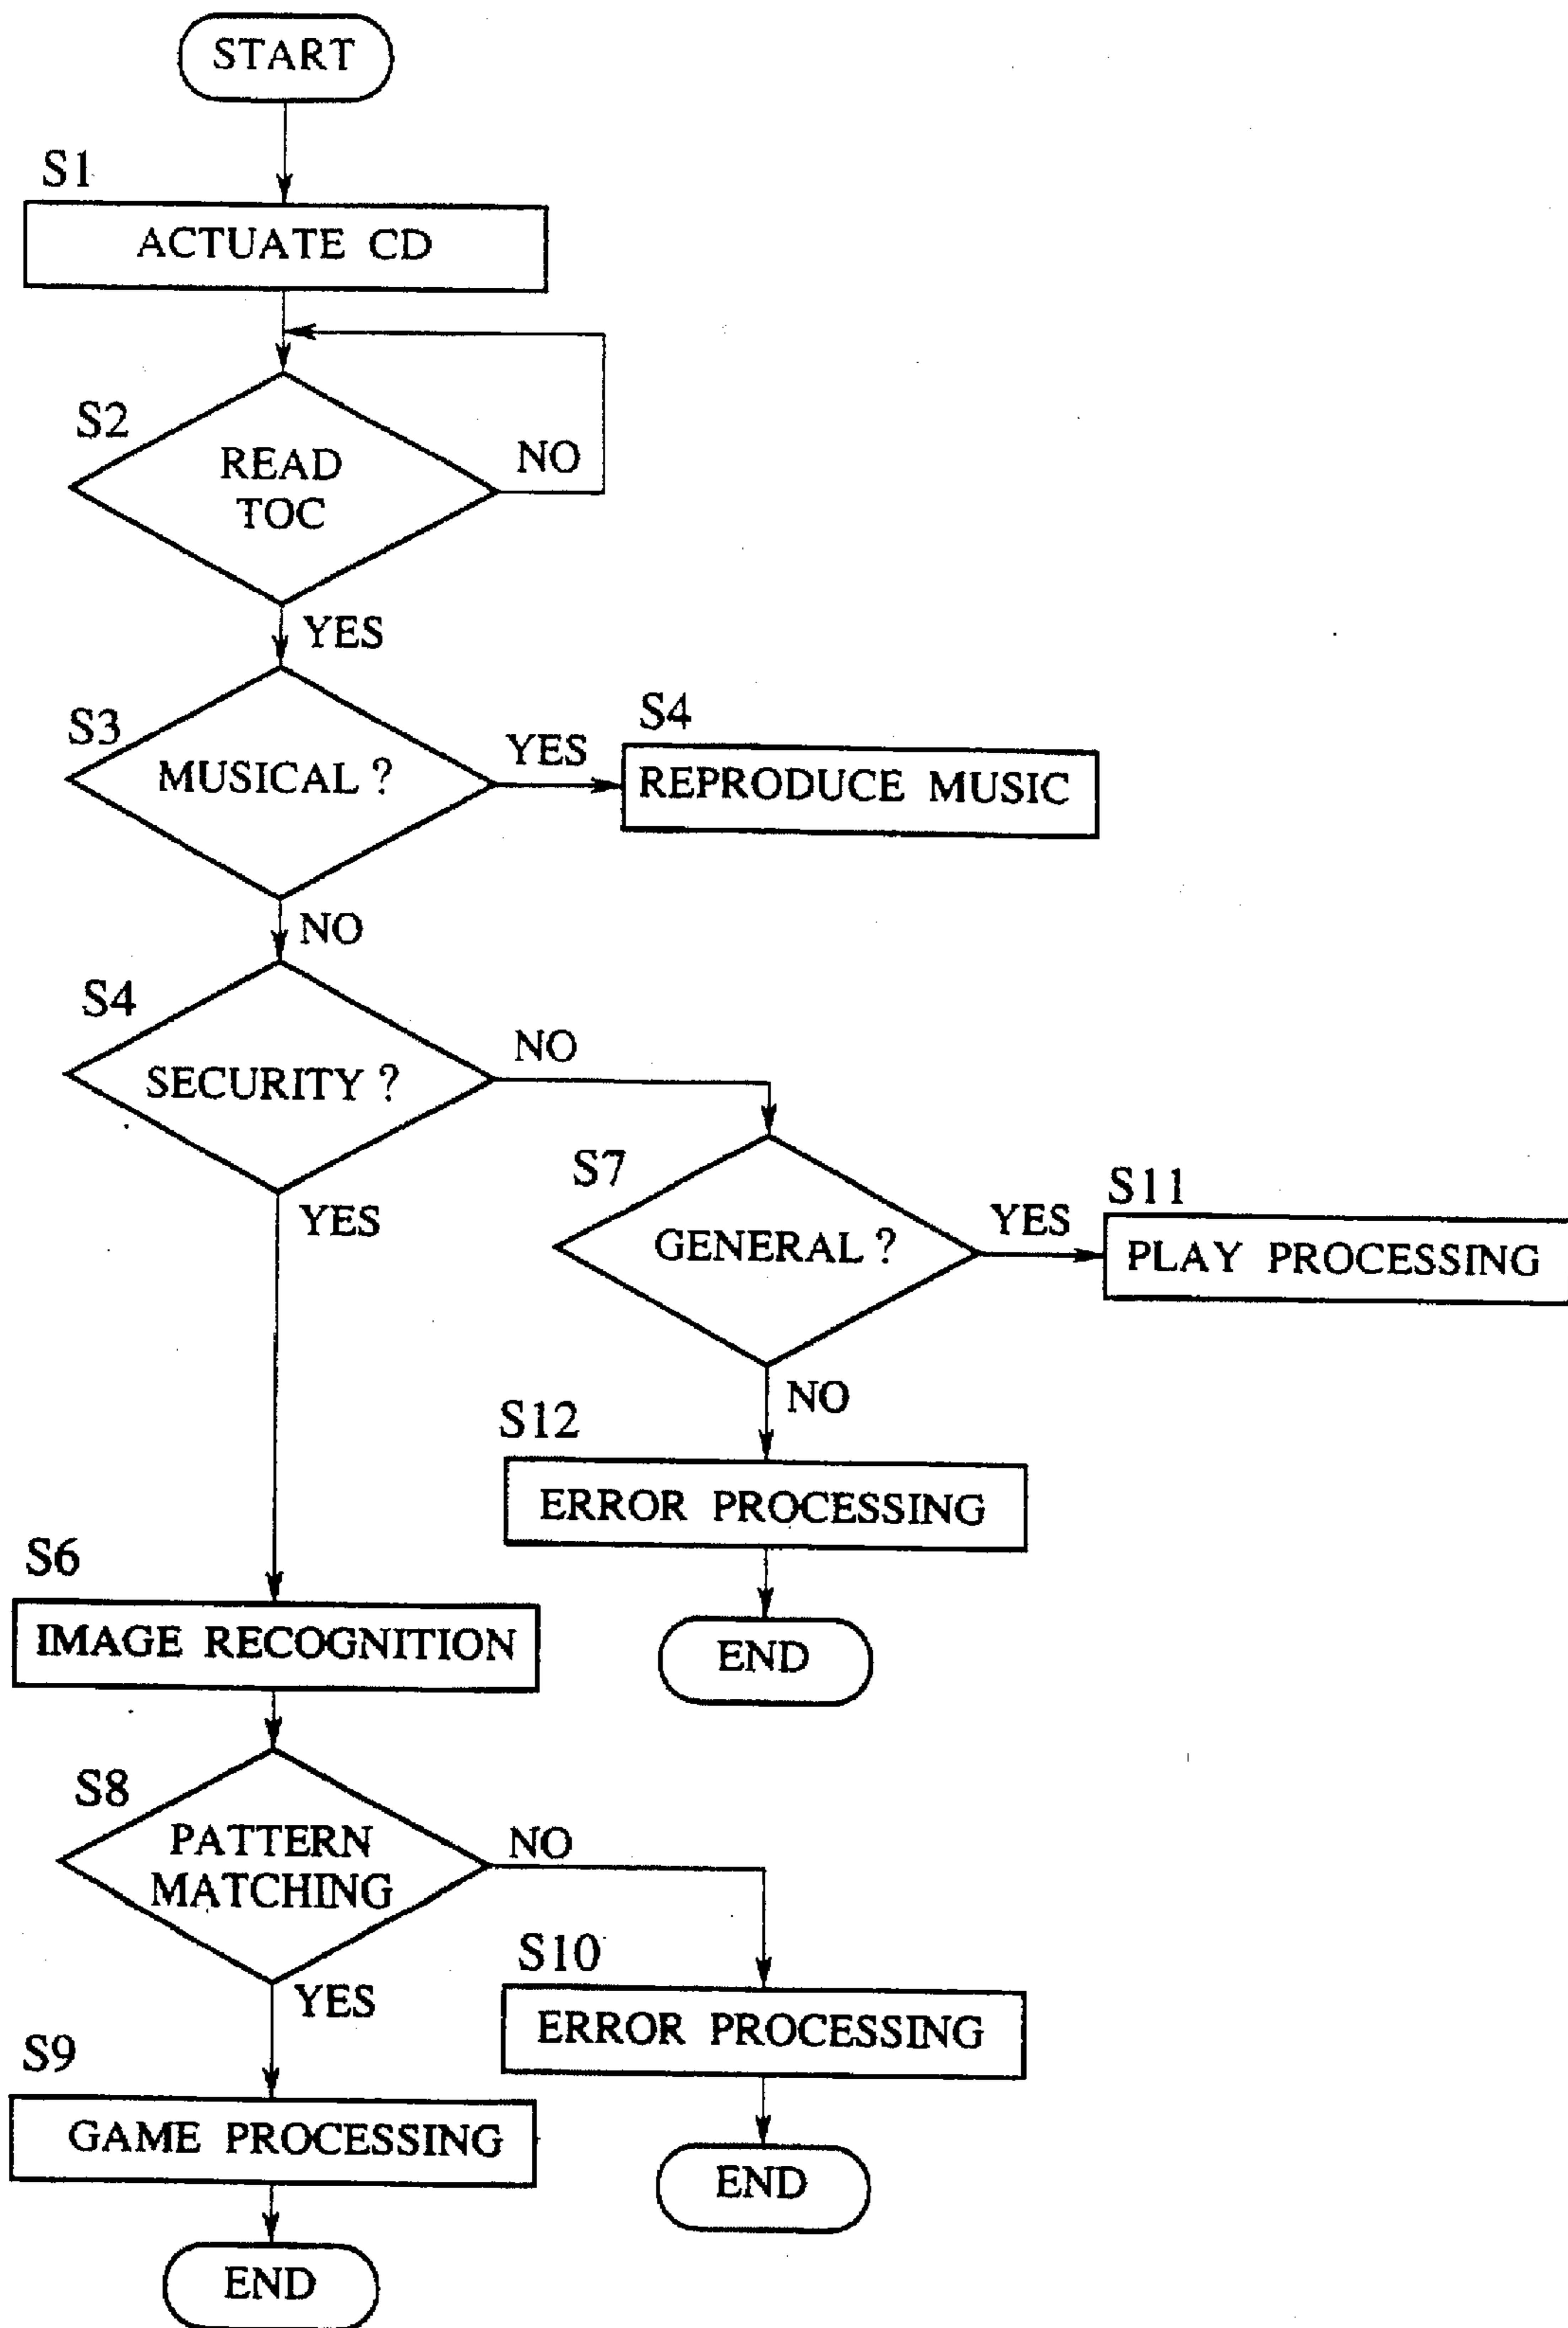 START
S1
ACTUATE CD
S2
READ
TOC
NO
YES
S3
MUSICAL ?
YES
S4
REPRODUCE MUSIC
NO
S4
SECURITY ?
NO
YES
S7
GENERAL ?
YES
S11
PLAY PROCESSING
NO
S12
ERROR PROCESSING
END
S6
IMAGE RECOGNITION
S8
PATTERN
MATCHING
NO
YES
S10
ERROR PROCESSING
END
S9
GAME PROCESSING
END